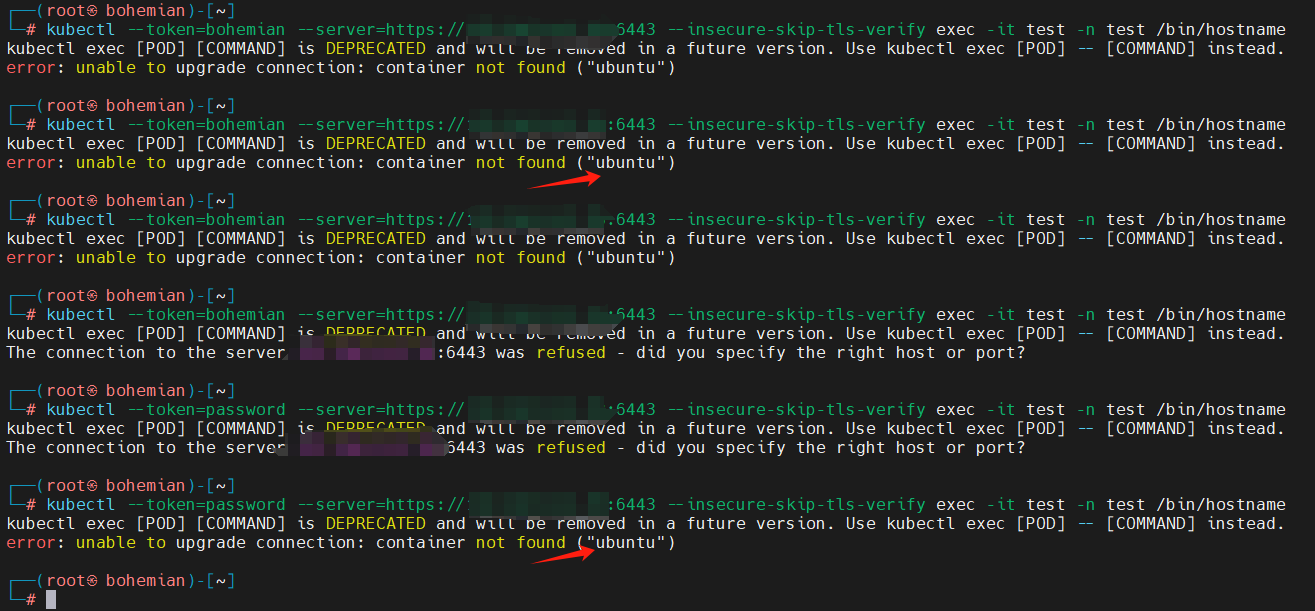 ┌──(root㉿ bohemian)-[~]
└─# kubectl --token=bohemian --server=https:// 6443 --insecure-skip-tls-verify exec -it test -n test /bin/hostname
kubectl exec [POD] [COMMAND] is DEPRECATED and will be removed in a future version. Use kubectl exec [POD] -- [COMMAND] instead.
error: unable to upgrade connection: container not found ("ubuntu")
┌──(root㉿ bohemian)-[~]
└─# kubectl --token=bohemian --server=https:// :6443 --insecure-skip-tls-verify exec -it test -n test /bin/hostname
kubectl exec [POD] [COMMAND] is DEPRECATED and will be removed in a future version. Use kubectl exec [POD] -- [COMMAND] instead.
error: unable to upgrade connection: container not found ("ubuntu")
┌──(root㉿ bohemian)-[~]
└─# kubectl --token=bohemian --server=https:// :6443 --insecure-skip-tls-verify exec -it test -n test /bin/hostname
kubectl exec [POD] [COMMAND] is DEPRECATED and will be removed in a future version. Use kubectl exec [POD] -- [COMMAND] instead.
error: unable to upgrade connection: container not found ("ubuntu")
┌──(root㉿ bohemian)-[~]
└─# kubectl --token=bohemian --server=https:// :6443 --insecure-skip-tls-verify exec -it test -n test /bin/hostname
kubectl exec [POD] [COMMAND] is DEPRECATED and will be removed in a future version. Use kubectl exec [POD] -- [COMMAND] instead.
The connection to the server :6443 was refused - did you specify the right host or port?
┌──(root㉿ bohemian)-[~]
└─# kubectl --token=password --server=https:// :6443 --insecure-skip-tls-verify exec -it test -n test /bin/hostname
kubectl exec [POD] [COMMAND] is DEPRECATED and will be removed in a future version. Use kubectl exec [POD] -- [COMMAND] instead.
The connection to the server 6443 was refused - did you specify the right host or port?
┌──(root㉿ bohemian)-[~]
└─# kubectl --token=password --server=https:// :6443 --insecure-skip-tls-verify exec -it test -n test /bin/hostname
kubectl exec [POD] [COMMAND] is DEPRECATED and will be removed in a future version. Use kubectl exec [POD] -- [COMMAND] instead.
error: unable to upgrade connection: container not found ("ubuntu")
┌──(root㉿ bohemian)-[~]
└─#